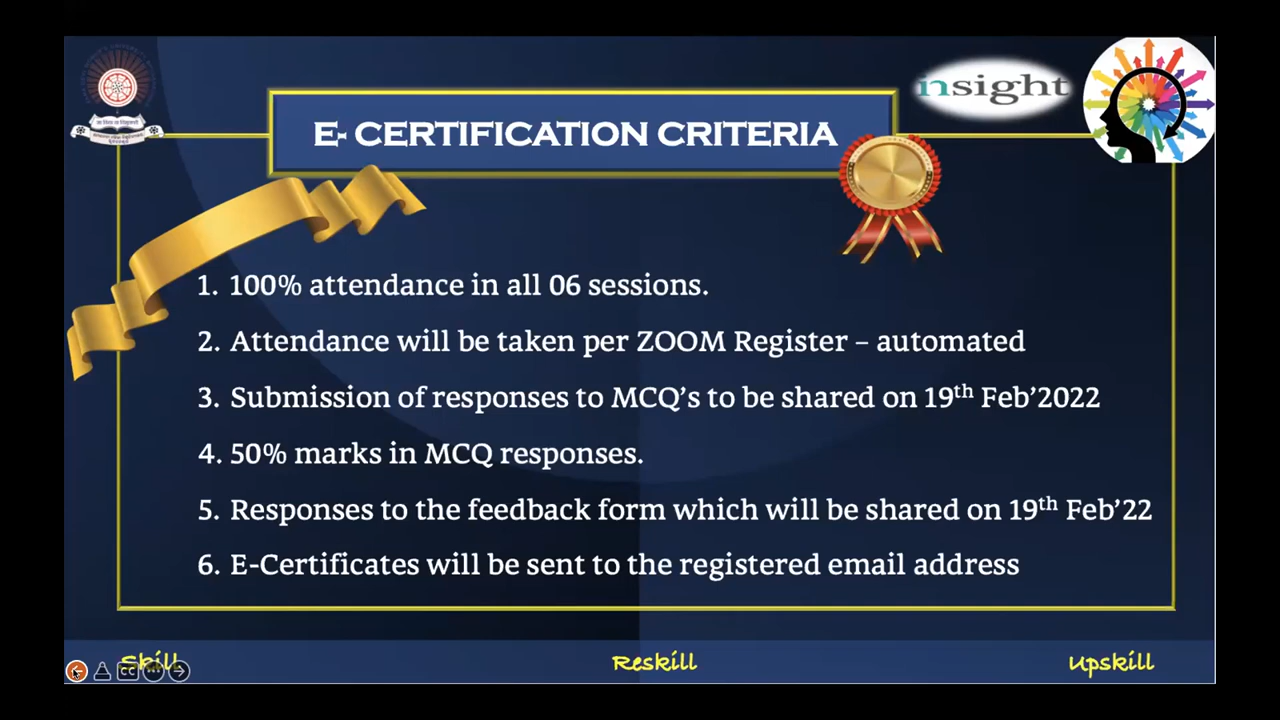 insight
E- CERTIFICATION CRITERIA
1. 100% attendance in all 06 sessions.
2. Attendance will be taken per ZOOM Register – automated
3. Submission of responses to MCQ's to be shared on 19th Feb'2022
4. 50% marks in MCQ responses.
5. Responses to the feedback form which will be shared on 19th Feb'22
6. E-Certificates will be sent to the registered email address
Skill
Reskill
Upskill
CC